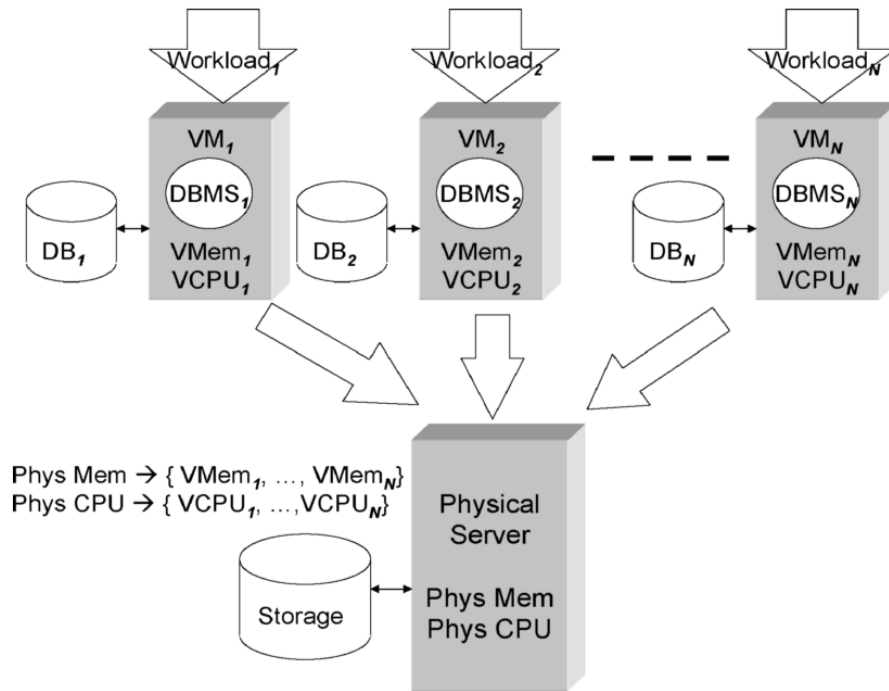 Workload1
Workload2
WorkloadN
VM1
VM2
VMN
DBMS1
DBMS2
DBMSN
DB1
DB2
DBN
VMem1
VMem2
VMemN
VCPU1
VCPU2
VCPUN
Phys Mem → { VMem1, ..., VMemN}
Phys CPU → { VCPU1, ...,VCPUN}
Physical
Server
Storage
Phys Mem
Phys CPU